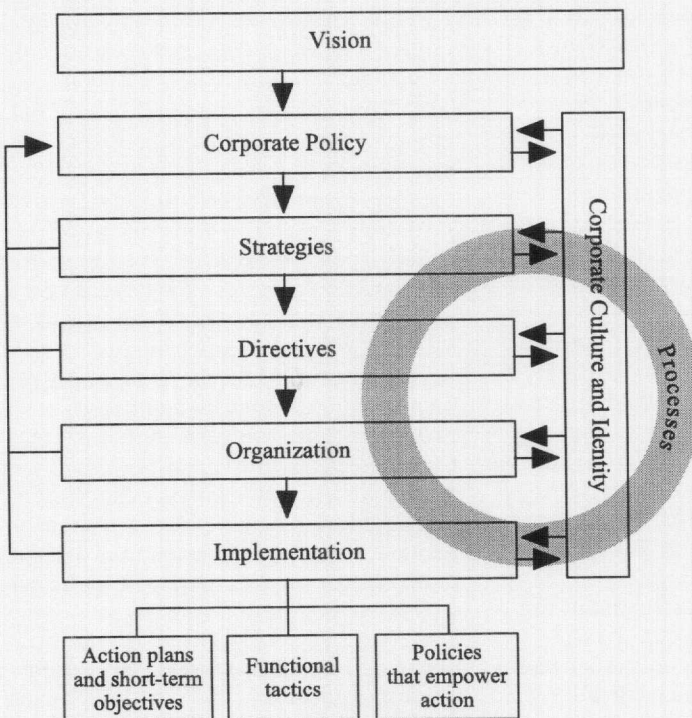 Vision
Corporate Policy
Strategies
Directives
Organization
Implementation
Corporate Culture and Identity
Processes
Action plans
and short-term
objectives
Functional
tactics
Policies
that empower
action